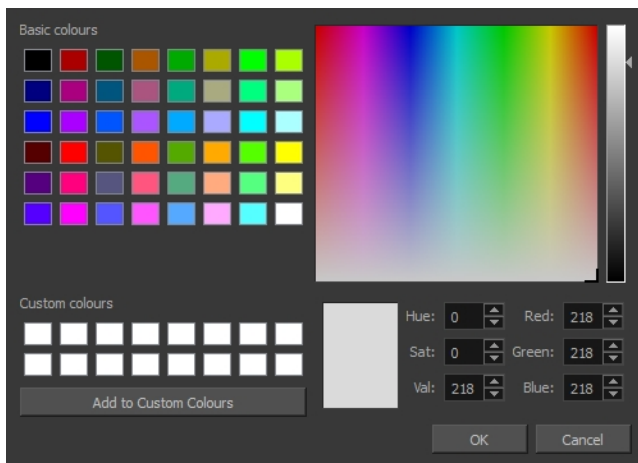 Basic colours
Custom colours
Add to Custom Colours
Hue: 0 Red: 218
Sat: 0 Green: 218
Val: 218 Blue: 218
OK Cancel